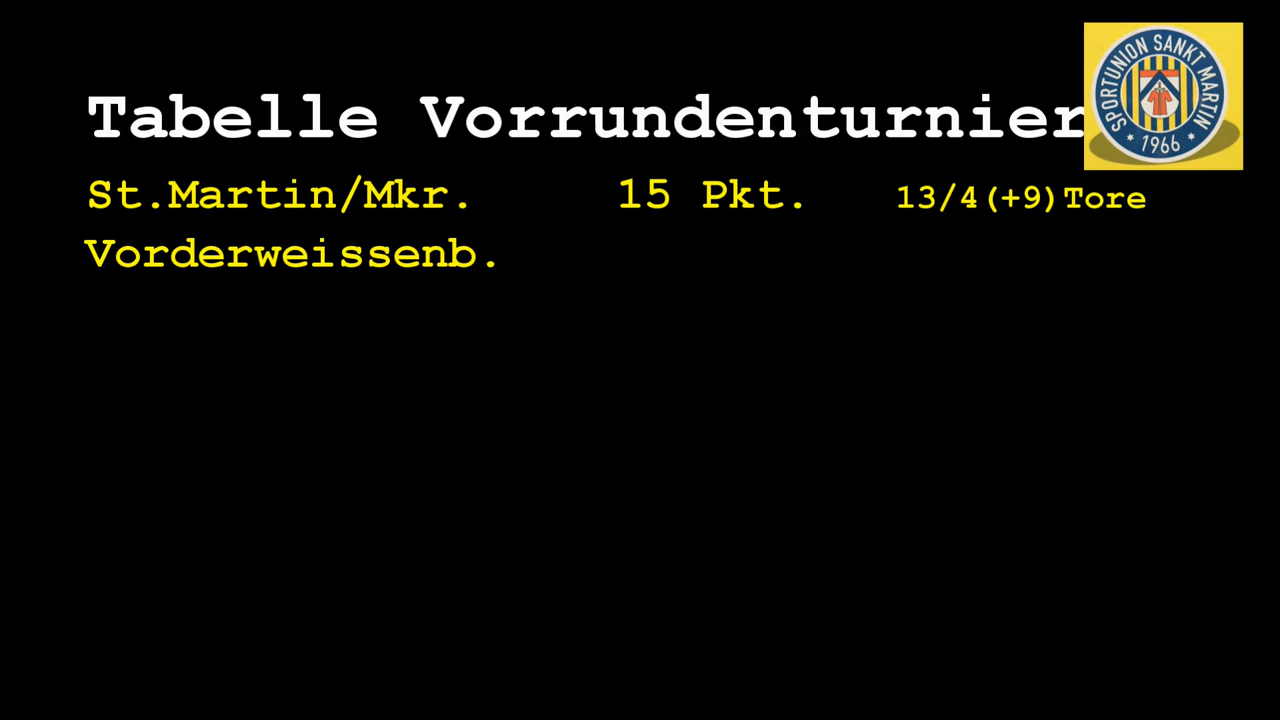 Tabelle Vorrundenturnier
SPORTUNION SANKT MARTIN
* 1966 *
St.Martin/Mkr. 15 Pkt. 13/4(+9)Tore
Vorderweissenb.